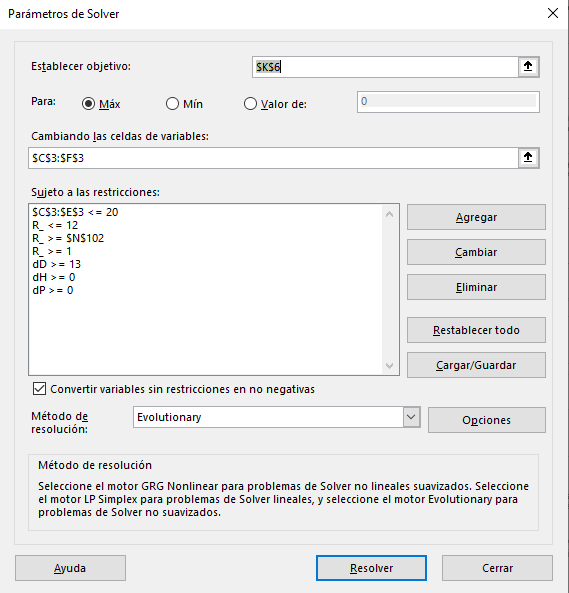 Parámetros de Solver
Establecer objetivo:
$K$6
Para:
Máx
Mín
Valor de:
0
Cambiando las celdas de variables:
$C$3:$F$3
Sujeto a las restricciones:
$C$3:$E$3 <= 20
R_ <= 12
R_ >= $N$102
R_ >= 1
dD >= 13
dH >= 0
dP >= 0
Agregar
Cambiar
Eliminar
Restablecer todo
Cargar/Guardar
Convertir variables sin restricciones en no negativas
Método de
resolución:
Evolutionary
Opciones
Método de resolución
Seleccione el motor GRG Nonlinear para problemas de Solver no lineales suavizados. Seleccione
el motor LP Simplex para problemas de Solver lineales, y seleccione el motor Evolutionary para
problemas de Solver no suavizados.
Ayuda
Resolver
Cerrar